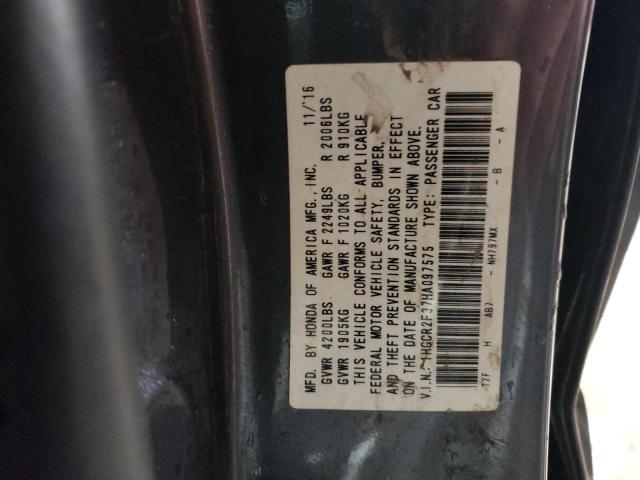 MFD. BY HONDA OF AMERICA MFG., INC. 11/'16
GVWR 4200LBS. GAWR F 2249LBS R 2006LBS
GVWR 1905KG GAWR F 1020KG R 910KG
THIS VEHICLE CONFORMS TO ALL APPLICABLE
FEDERAL MOTOR VEHICLE SAFETY, BUMPER,
AND THEFT PREVENTION STANDARDS IN EFFECT
ON THE DATE OF MANUFACTURE SHOWN ABOVE.
V.I.N.: 1HGCR2F37HA097575 TYPE: PASSENGER CAR
T2F H AB7 - NH797MX - B - A